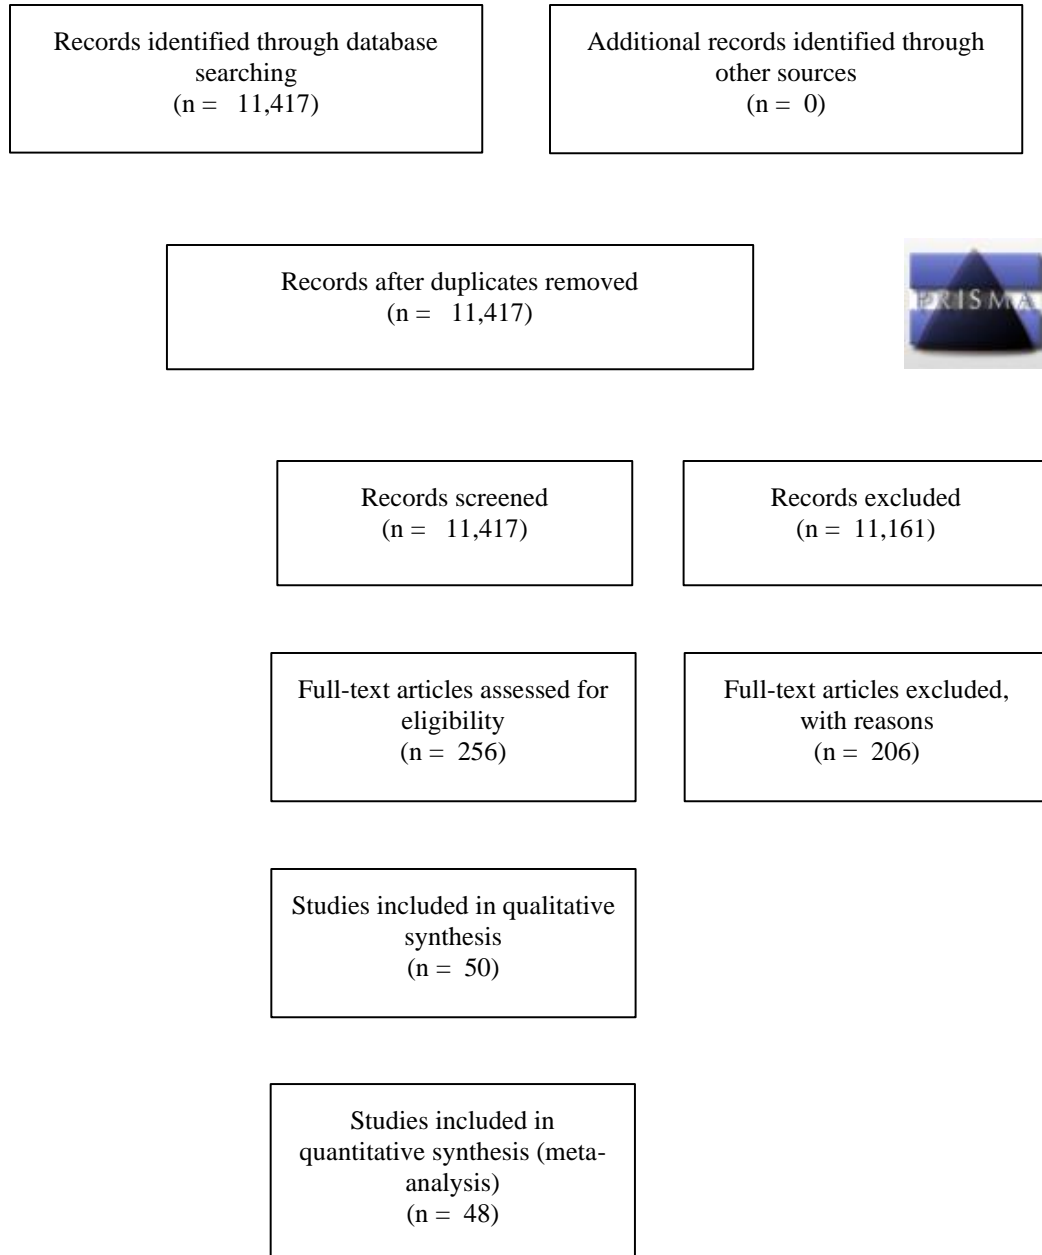 Records identified through database
searching
(n = 11,417)
Additional records identified through
other sources
(n = 0)
Records after duplicates removed
(n = 11,417)
PRISMA
Records screened
(n = 11,417)
Records excluded
(n = 11,161)
Full-text articles assessed for
eligibility
(n = 256)
Full-text articles excluded,
with reasons
(n = 206)
Studies included in qualitative
synthesis
(n = 50)
Studies included in
quantitative synthesis (meta-
analysis)
(n = 48)